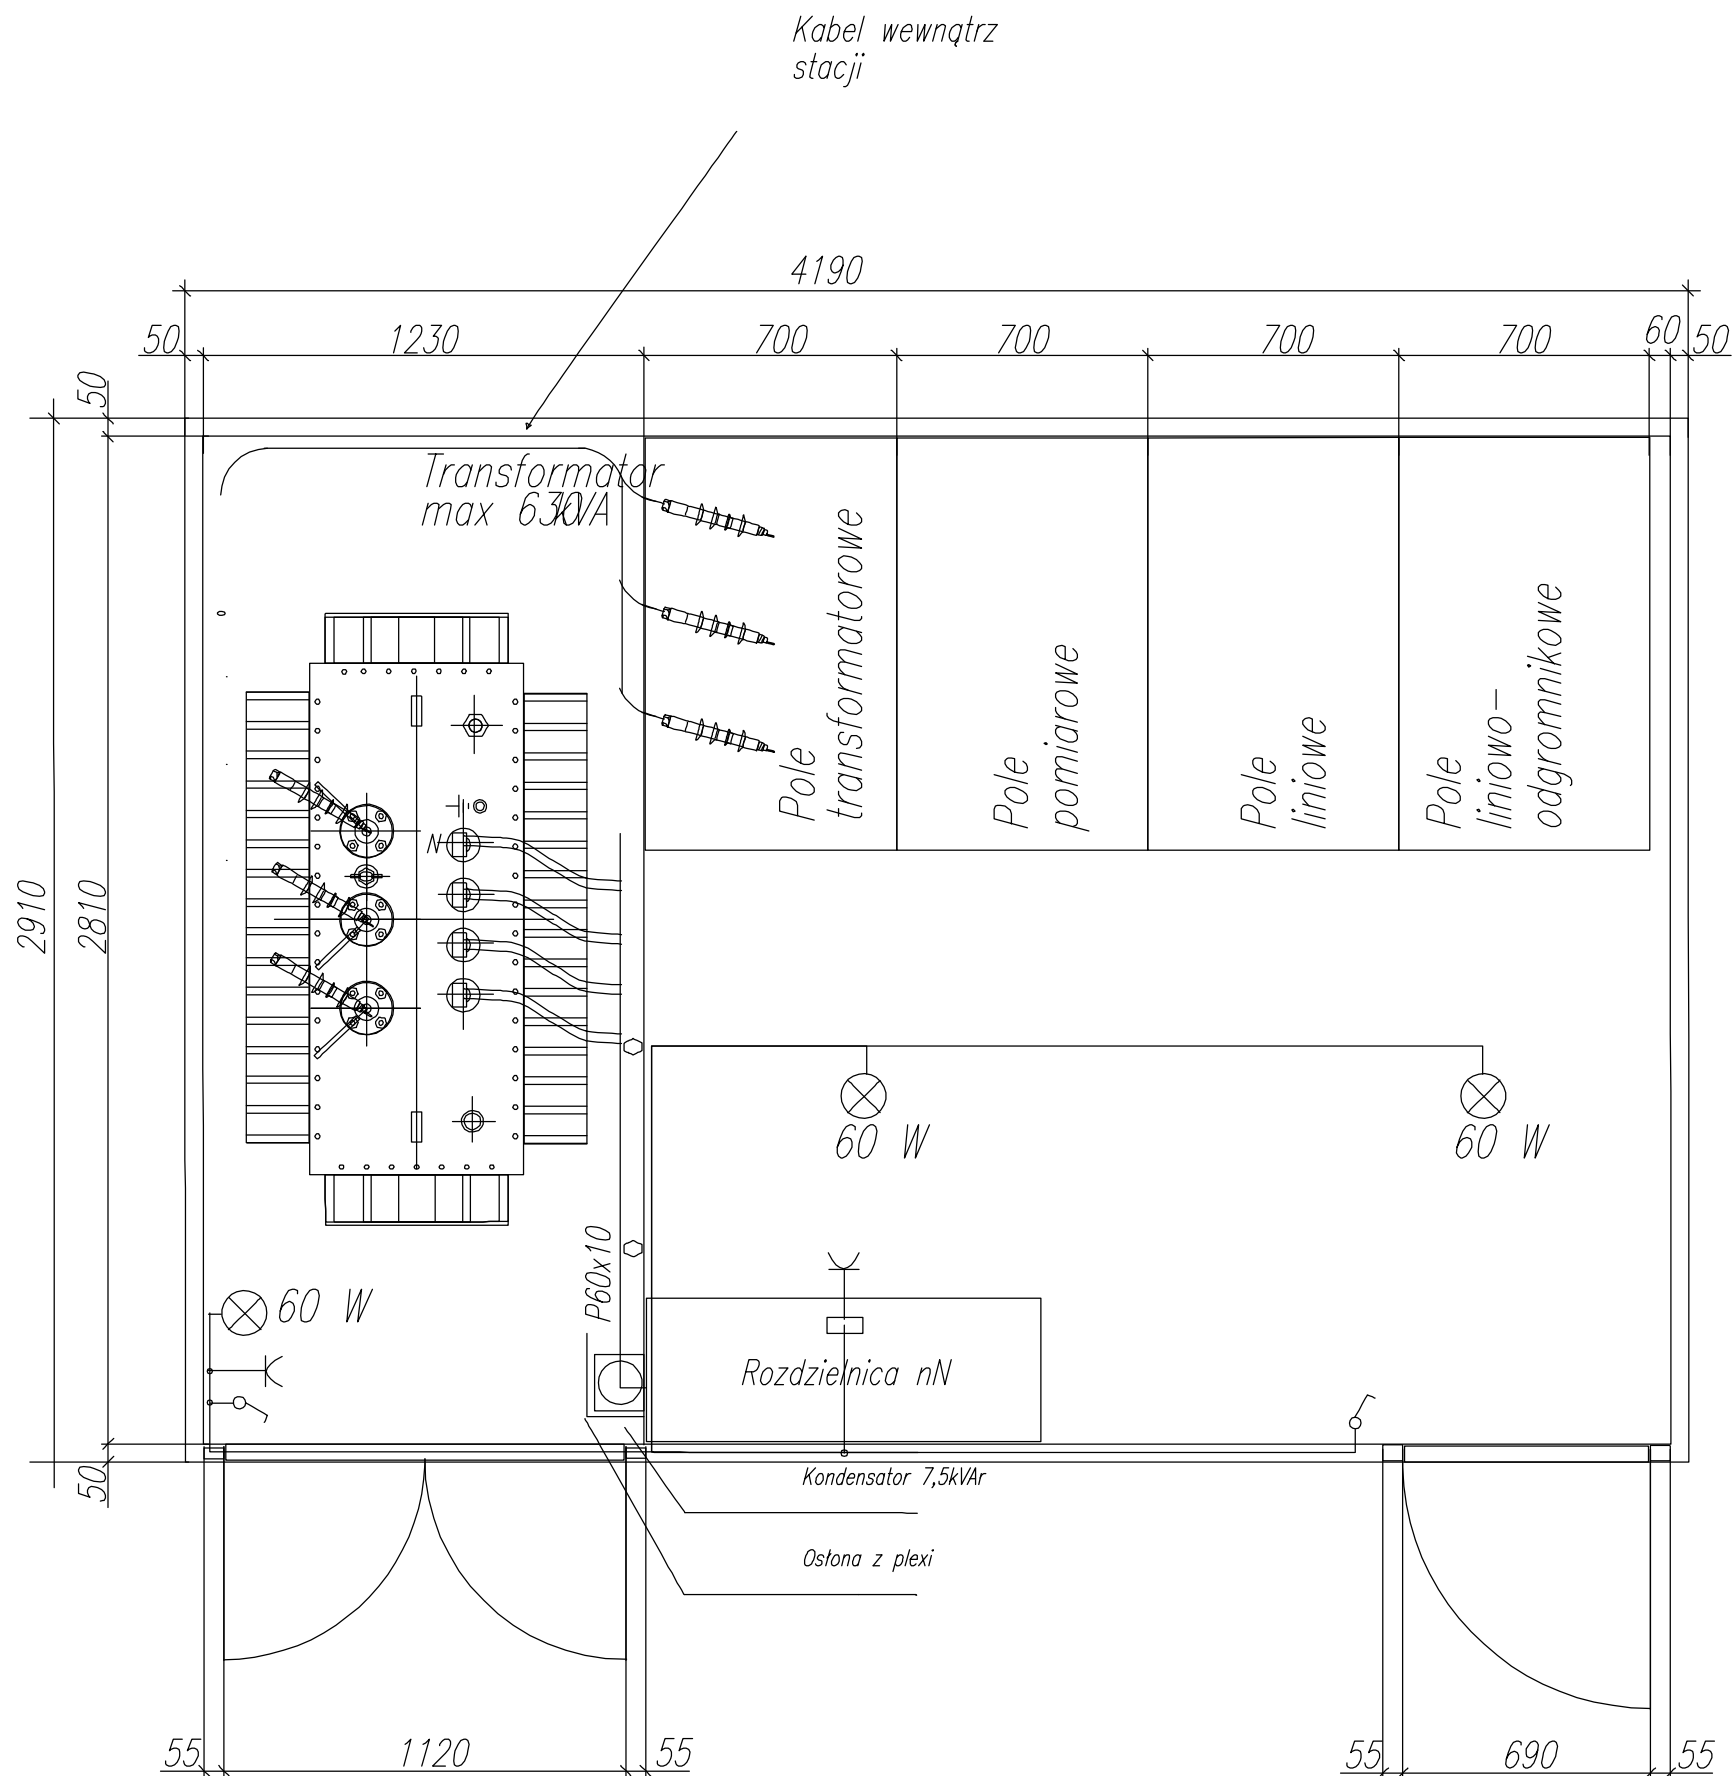 Kabel wewnątrz
stacji
4190
50 1230 700 700 700 700 60 50
50
Transformator
max 630kVA
Pole
transformatorowe
Pole
pomiarowe
Pole
liniowe
Pole
liniowo-
odgromnikowe
N
2910
2810
60 W
60 W
P60x10
60 W
Rozdzielnica nN
50
Kondensator 7,5kVAr
Osłona z plexi
55 1120 55
55 690 55